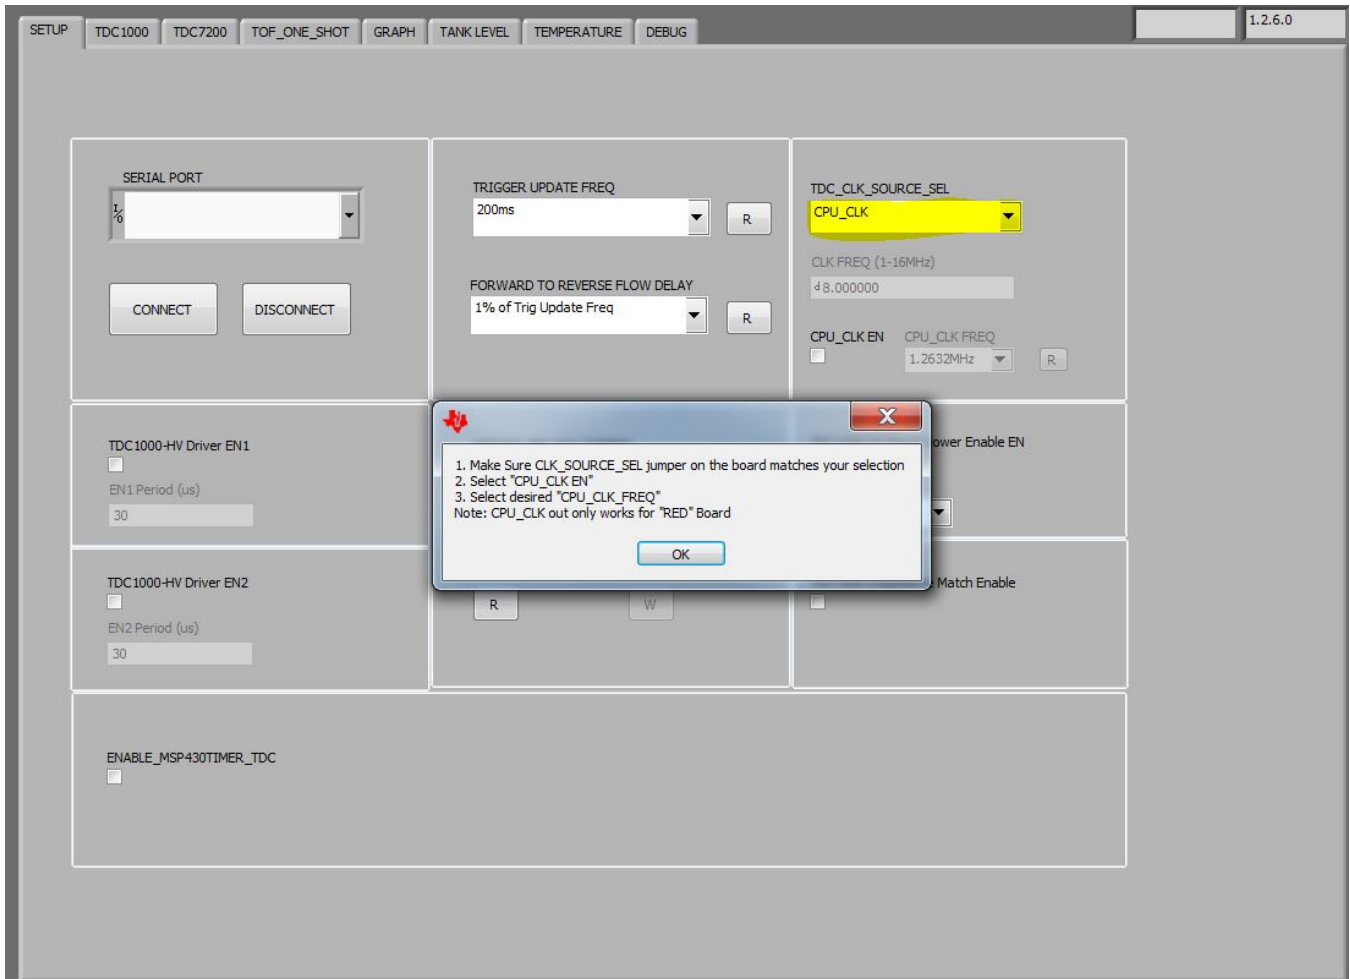 SETUP TDC1000 TDC7200 TOF_ONE_SHOT GRAPH TANK LEVEL TEMPERATURE DEBUG 1.2.6.0
SERIAL PORT
TRIGGER UPDATE FREQ
200ms
R
FORWARD TO REVERSE FLOW DELAY
1% of Trig Update Freq
R
TDC_CLK_SOURCE_SEL
CPU_CLK
CLK FREQ (1-16MHz)
d 8.000000
CPU_CLK EN CPU_CLK FREQ
1.2632MHz R
CONNECT DISCONNECT
X
1. Make Sure CLK_SOURCE_SEL jumper on the board matches your selection
2. Select "CPU_CLK EN"
3. Select desired "CPU_CLK_FREQ"
Note: CPU_CLK out only works for "RED" Board
OK
TDC1000-HV Driver EN1
EN1 Period (us)
30
ower Enable EN
TDC1000-HV Driver EN2
EN2 Period (us)
30
R W
Match Enable
ENABLE_MSP430TIMER_TDC